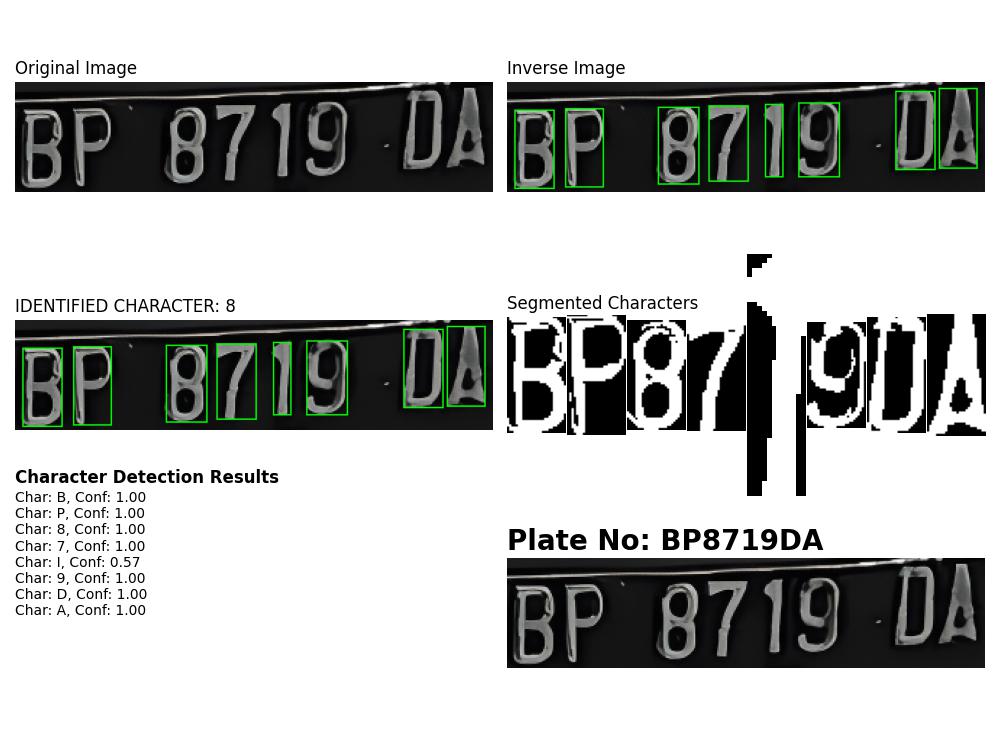 Original Image
BP 8719 DA
Inverse Image
BP 8719 DA
IDENTIFIED CHARACTER: 8
BP 8719 DA
Segmented Characters
BP8719DA
Character Detection Results
Char: B, Conf: 1.00
Char: P, Conf: 1.00
Char: 8, Conf: 1.00
Char: 7, Conf: 1.00
Char: I, Conf: 0.57
Char: 9, Conf: 1.00
Char: D, Conf: 1.00
Char: A, Conf: 1.00
Plate No: BP8719DA
BP 8719 DA